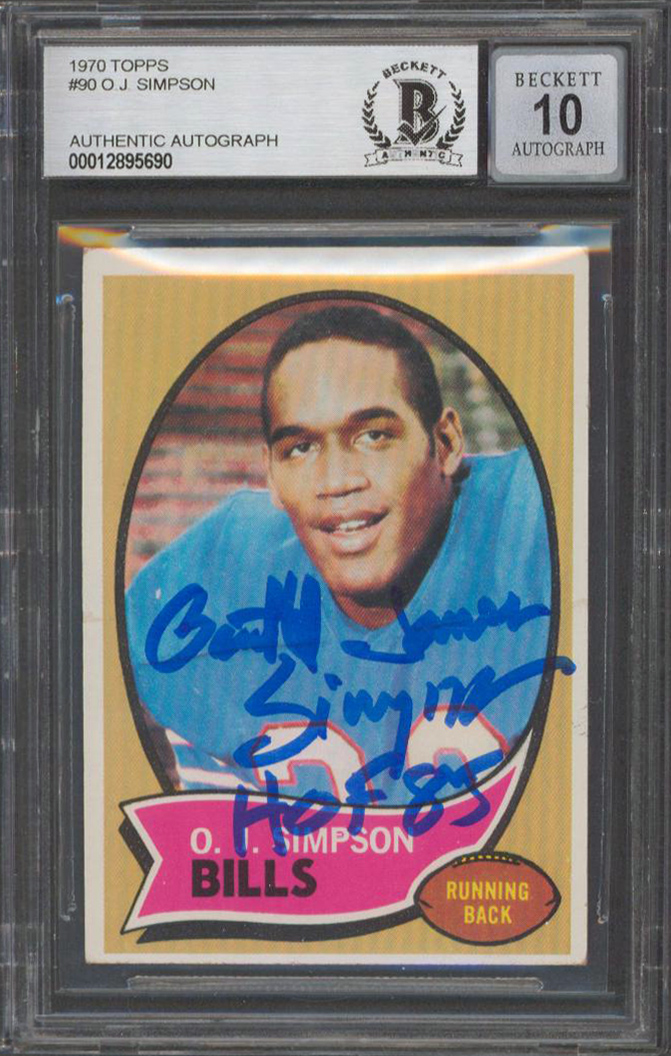 1970 TOPPS
#90 O.J. SIMPSON
AUTHENTIC AUTOGRAPH
00012895690
BECKETT
B
AUTHENTIC
BECKETT
10
AUTOGRAPH
James
Simpson
HOF 85
O. J. SIMPSON
BILLS
RUNNING
BACK